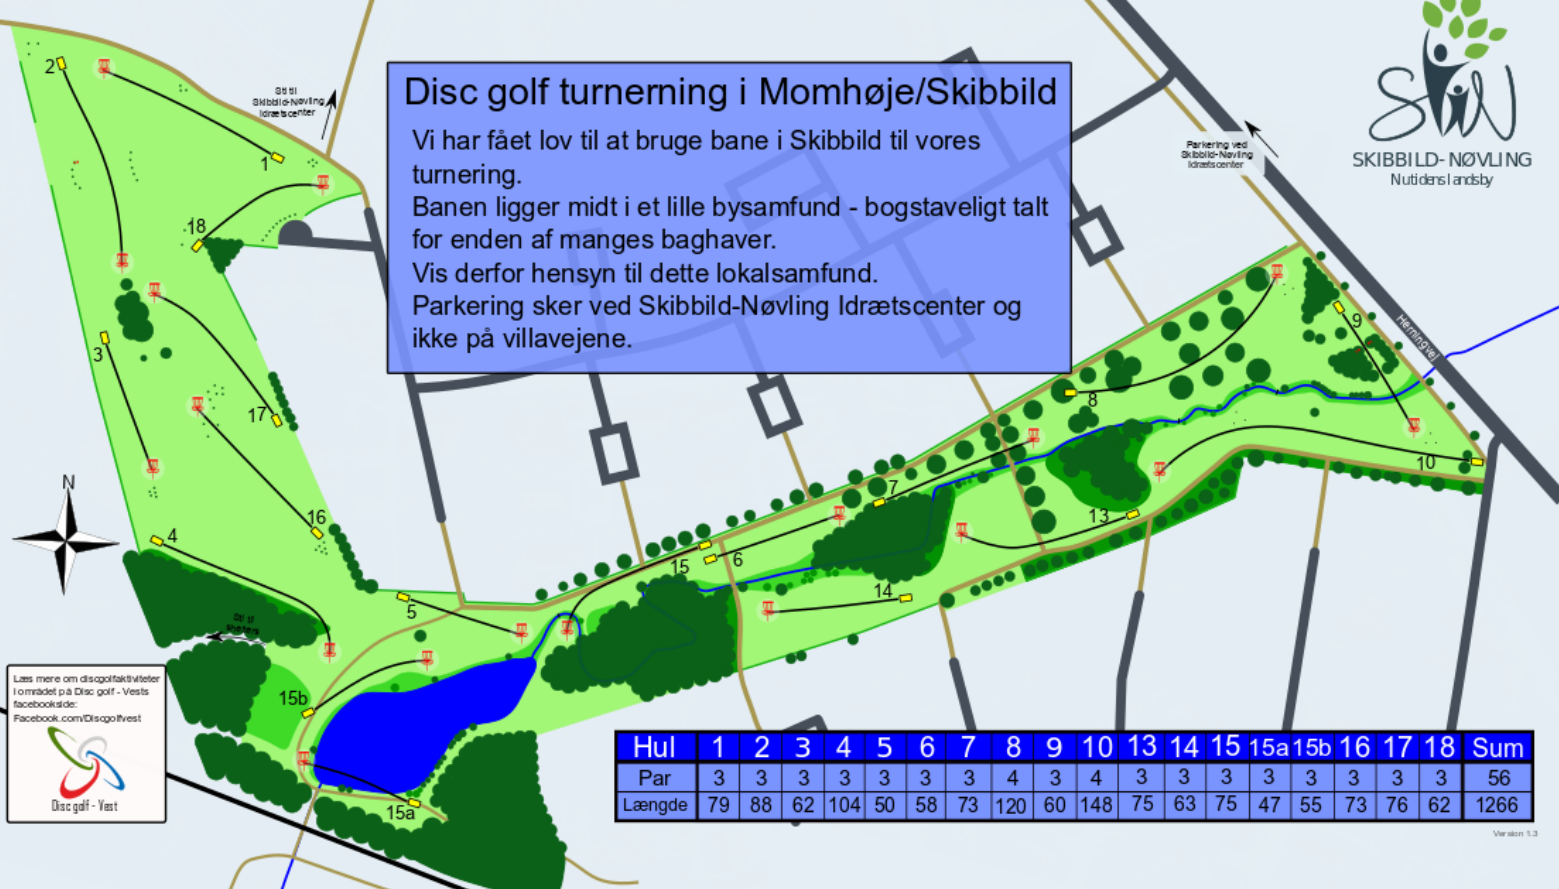 Disc golf turnerning i Momhøje/Skibbild
Vi har fået lov til at bruge bane i Skibbild til vores
turnering.
Banen ligger midt i et lille bysamfund - bogstaveligt talt
for enden af manges baghaver.
Vis derfor hensyn til dette lokalsamfund.
Parkering sker ved Skibbild-Nøvling Idrætscenter og
ikke på villavejene.
SKIBBILD-NØVLING
Nutidens landsby
Parkering ved
Skibbild-Nøvling
Idrætscenter
Sti til
Skibbild-Nøvling
Idrætscenter
2
1
18
3
17
16
4
5
15
6
7
8
9
Herningvej
10
13
14
N
Sti til
shelters
15b
15a
Læs mere om discgolfaktiviteter
i området på Disc golf - Vests
facebookside:
Facebook.com/Discgolfvest
Disc golf - Vest
Hul 1 2 3 4 5 6 7 8 9 10 13 14 15 15a 15b 16 17 18 Sum
Par 3 3 3 3 3 3 3 4 3 4 3 3 3 3 3 3 3 3 56
Længde 79 88 62 104 50 58 73 120 60 148 75 63 75 47 55 73 76 62 1266
Version 1.3